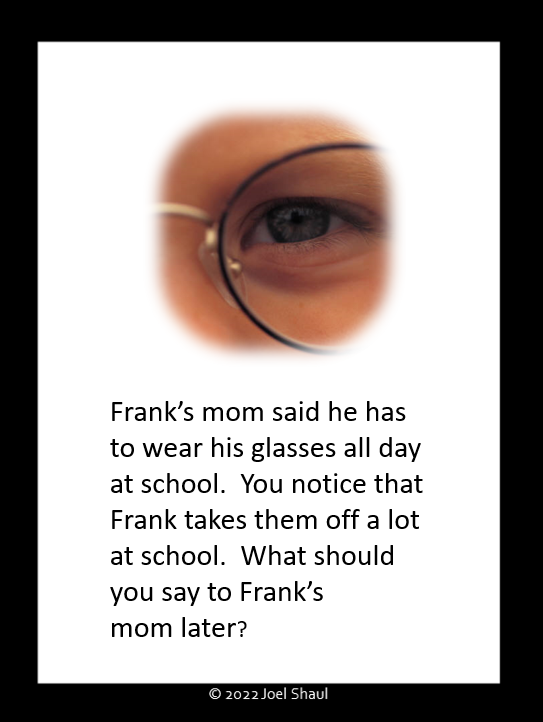 Frank’s mom said he has
to wear his glasses all day
at school.  You notice that
Frank takes them off a lot
at school.  What should
you say to Frank’s
mom later?
© 2022 Joel Shaul